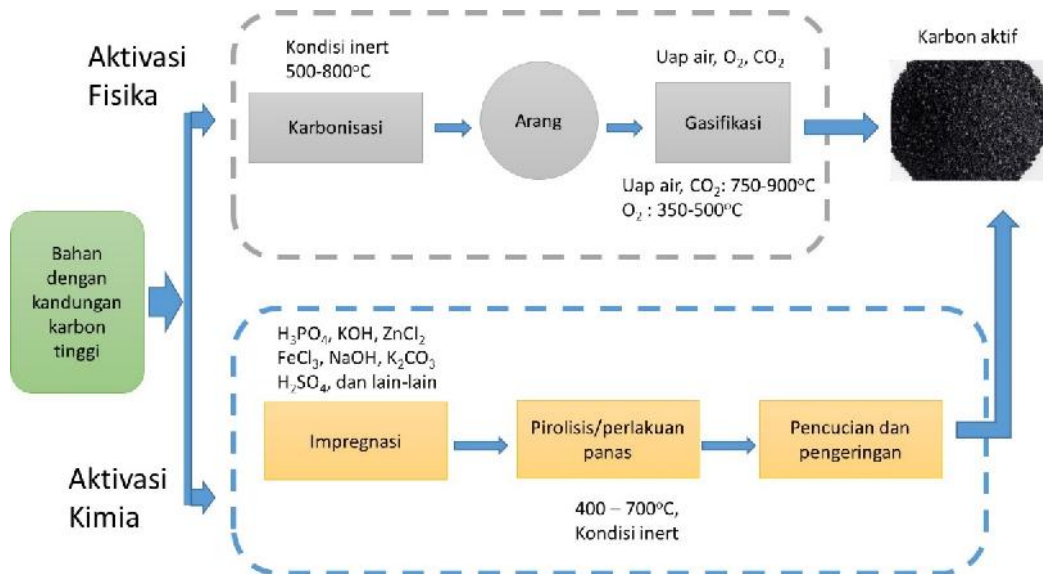 Aktivasi
Fisika
Kondisi inert
500-800°C
Karbonisasi
Arang
Uap air, O₂, CO₂
Gasifikasi
Uap air, CO₂: 750-900°C
O₂ : 350-500°C
Karbon aktif
Bahan
dengan
kandungan
karbon
tinggi
Aktivasi
Kimia
H₃PO₄, KOH, ZnCl₂
FeCl₃, NaOH, K₂CO₃
H₂SO₄, dan lain-lain
Impregnasi
Pirolisis/perlakuan
panas
400 – 700°C,
Kondisi inert
Pencucian dan
pengeringan